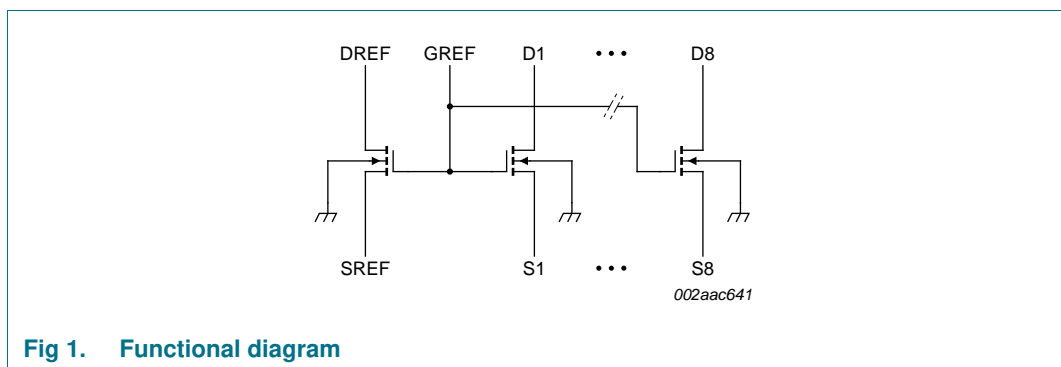 DREF GREF D1 • • • D8
SREF S1 • • • S8
002aac641
Fig 1. Functional diagram